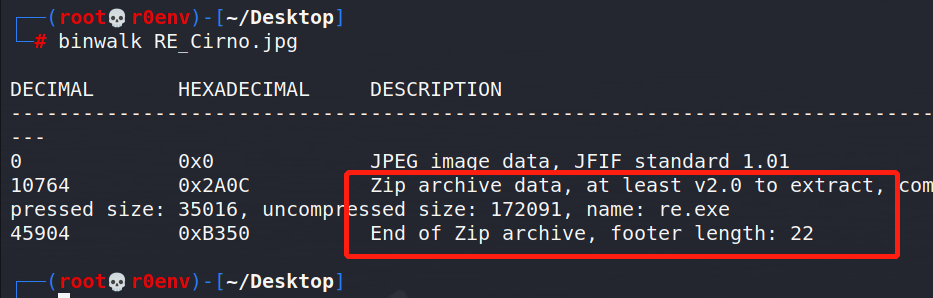 ┌──(root💀r0env)-[~/Desktop]
└─# binwalk RE_Cirno.jpg
DECIMAL       HEXADECIMAL     DESCRIPTION
--------------------------------------------------------------------------------
---
0             0x0             JPEG image data, JFIF standard 1.01
10764         0x2A0C          Zip archive data, at least v2.0 to extract, com
pressed size: 35016, uncompressed size: 172091, name: re.exe
45904         0xB350          End of Zip archive, footer length: 22
┌──(root💀r0env)-[~/Desktop]